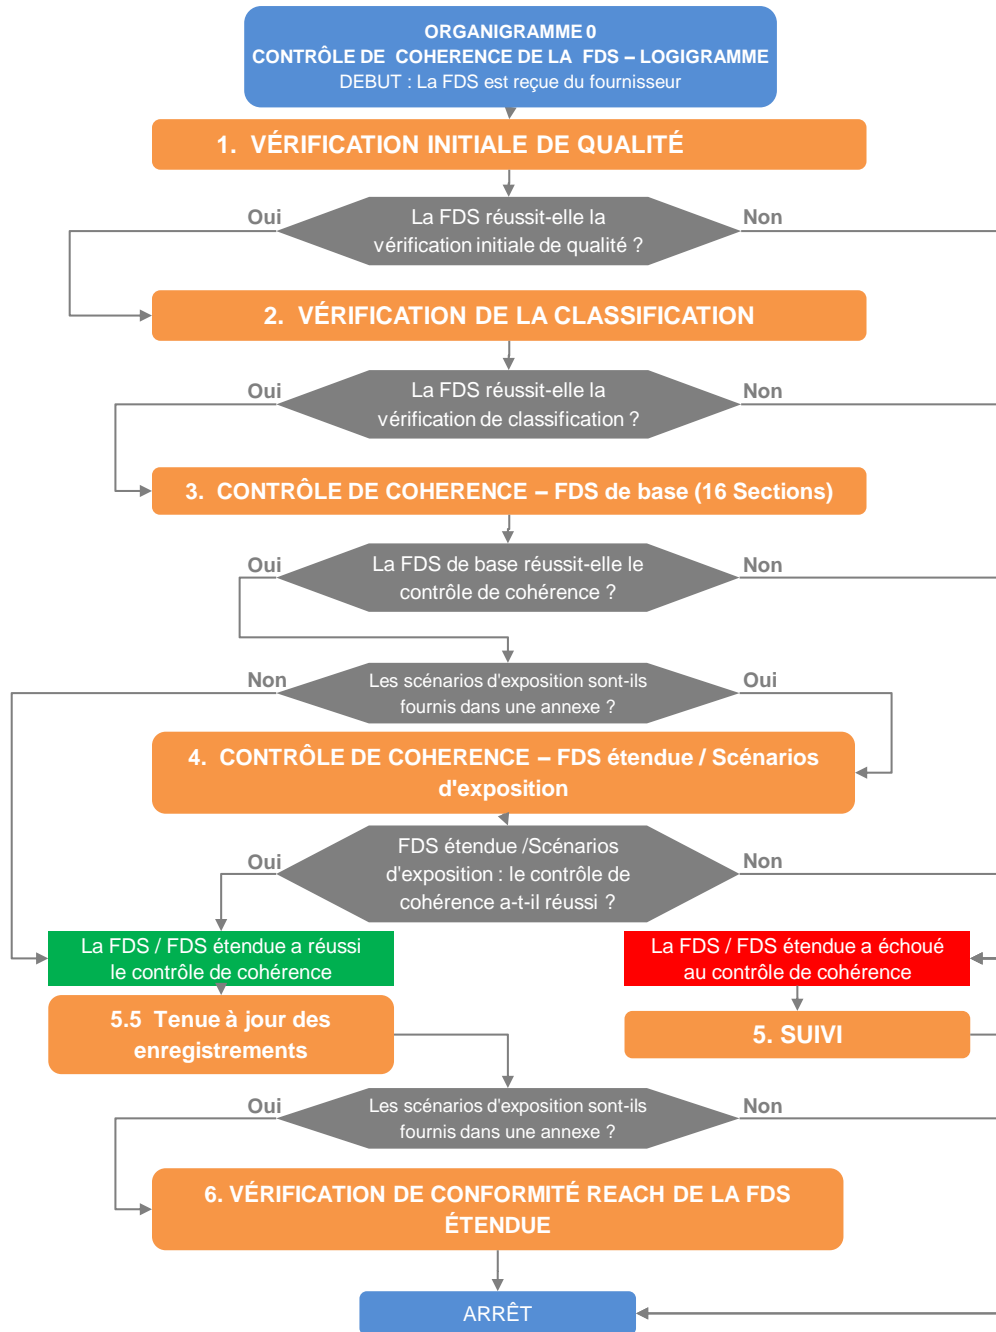 ORGANIGRAMME 0
CONTRÔLE DE COHERENCE DE LA FDS – LOGIGRAMME
DEBUT : La FDS est reçue du fournisseur
1. VÉRIFICATION INITIALE DE QUALITÉ
Oui
La FDS réussit-elle la
vérification initiale de qualité ?
Non
2. VÉRIFICATION DE LA CLASSIFICATION
Oui
La FDS réussit-elle la
vérification de classification ?
Non
3. CONTRÔLE DE COHERENCE – FDS de base (16 Sections)
Oui
La FDS de base réussit-elle le
contrôle de cohérence ?
Non
Non
Les scénarios d'exposition sont-ils
fournis dans une annexe ?
Oui
4. CONTRÔLE DE COHERENCE – FDS étendue / Scénarios
d'exposition
Oui
FDS étendue /Scénarios
d'exposition : le contrôle de
cohérence a-t-il réussi ?
Non
La FDS / FDS étendue a réussi
le contrôle de cohérence
La FDS / FDS étendue a échoué
au contrôle de cohérence
5.5 Tenue à jour des
enregistrements
5. SUIVI
Oui
Les scénarios d'exposition sont-ils
fournis dans une annexe ?
Non
6. VÉRIFICATION DE CONFORMITÉ REACH DE LA FDS
ÉTENDUE
ARRÊT